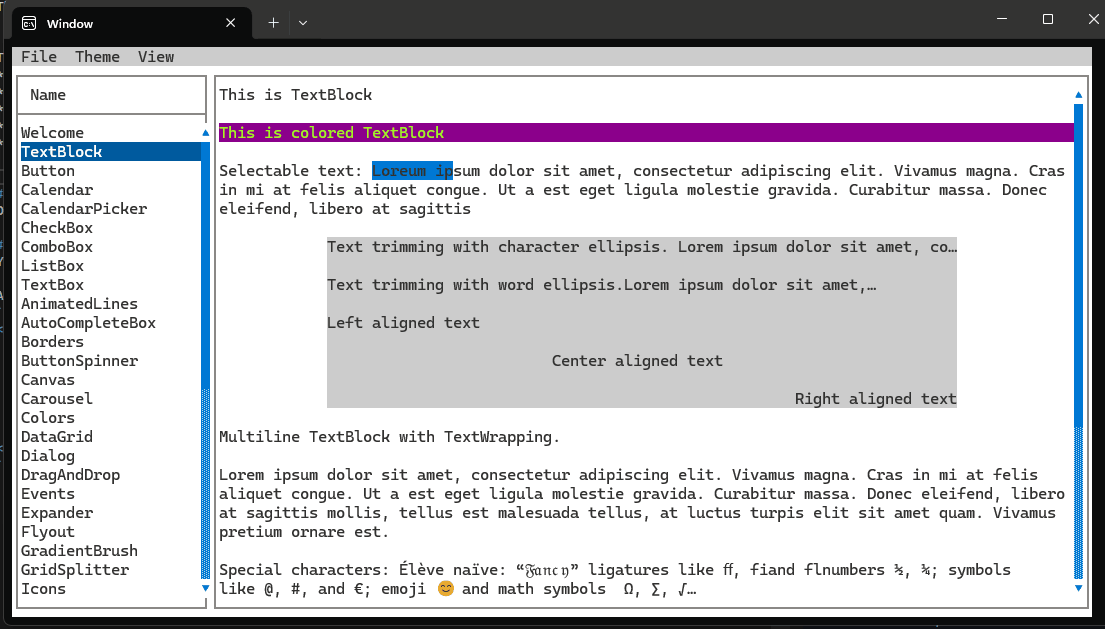 Window
File Theme View
Name
Welcome
TextBlock
Button
Calendar
CalendarPicker
CheckBox
ComboBox
ListBox
TextBox
AnimatedLines
AutoCompleteBox
Borders
ButtonSpinner
Canvas
Carousel
Colors
DataGrid
Dialog
DragAndDrop
Events
Expander
Flyout
GradientBrush
GridSplitter
Icons
This is TextBlock
This is colored TextBlock
Selectable text: Loreum ipsum dolor sit amet, consectetur adipiscing elit. Vivamus magna. Cras
in mi at felis aliquet congue. Ut a est eget ligula molestie gravida. Curabitur massa. Donec
eleifend, libero at sagittis
Text trimming with character ellipsis. Lorem ipsum dolor sit amet, co…
Text trimming with word ellipsis.Lorem ipsum dolor sit amet,…
Left aligned text
Center aligned text
Right aligned text
Multiline TextBlock with TextWrapping.
Lorem ipsum dolor sit amet, consectetur adipiscing elit. Vivamus magna. Cras in mi at felis
aliquet congue. Ut a est eget ligula molestie gravida. Curabitur massa. Donec eleifend, libero
at sagittis mollis, tellus est malesuada tellus, at luctus turpis elit sit amet quam. Vivamus
pretium ornare est.
Special characters: Élève naïve: “𝔉𝔞𝔫𝔠𝔶” ligatures like ﬀ, fiand flnumbers ½, ¾; symbols
like @, #, and €; emoji 😊 and math symbols Ω, ∑, √…